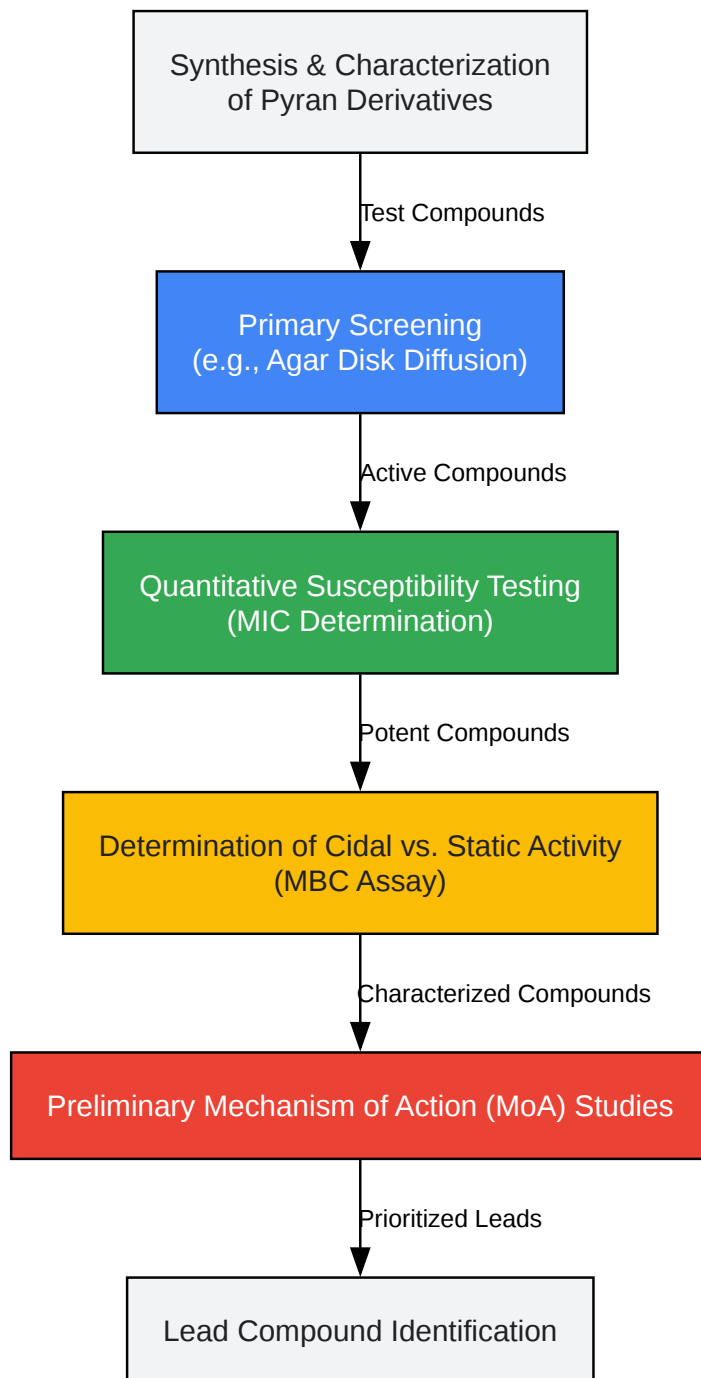 Synthesis & Characterization
of Pyran Derivatives
Test Compounds
Primary Screening
(e.g., Agar Disk Diffusion)
Active Compounds
Quantitative Susceptibility Testing
(MIC Determination)
Potent Compounds
Determination of Cidal vs. Static Activity
(MBC Assay)
Characterized Compounds
Preliminary Mechanism of Action (MoA) Studies
Prioritized Leads
Lead Compound Identification